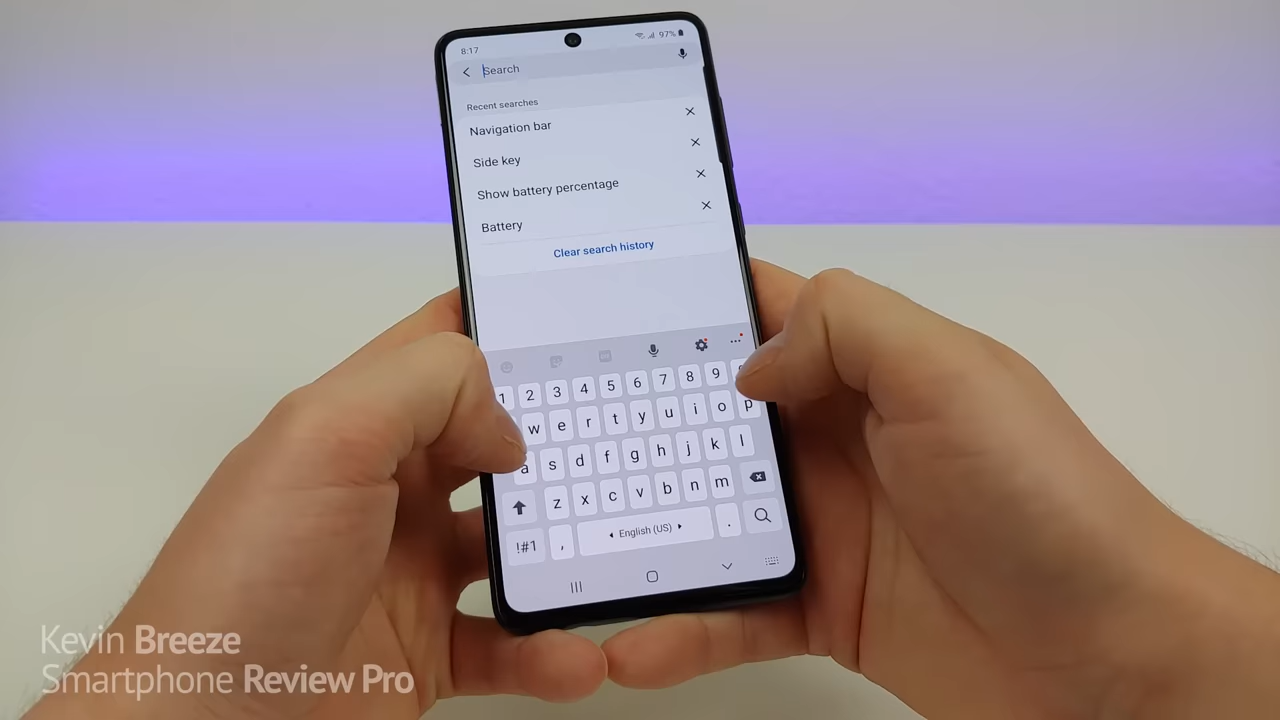 8:17 97%
Search
Recent searches
Navigation bar
Side key
Show battery percentage
Battery
Clear search history
1 2 3 4 5 6 7 8 9
w e r t y u i o p
a s d f g h j k l
z x c v b n m
!#1 , English (US) .
Kevin Breeze
Smartphone Review Pro